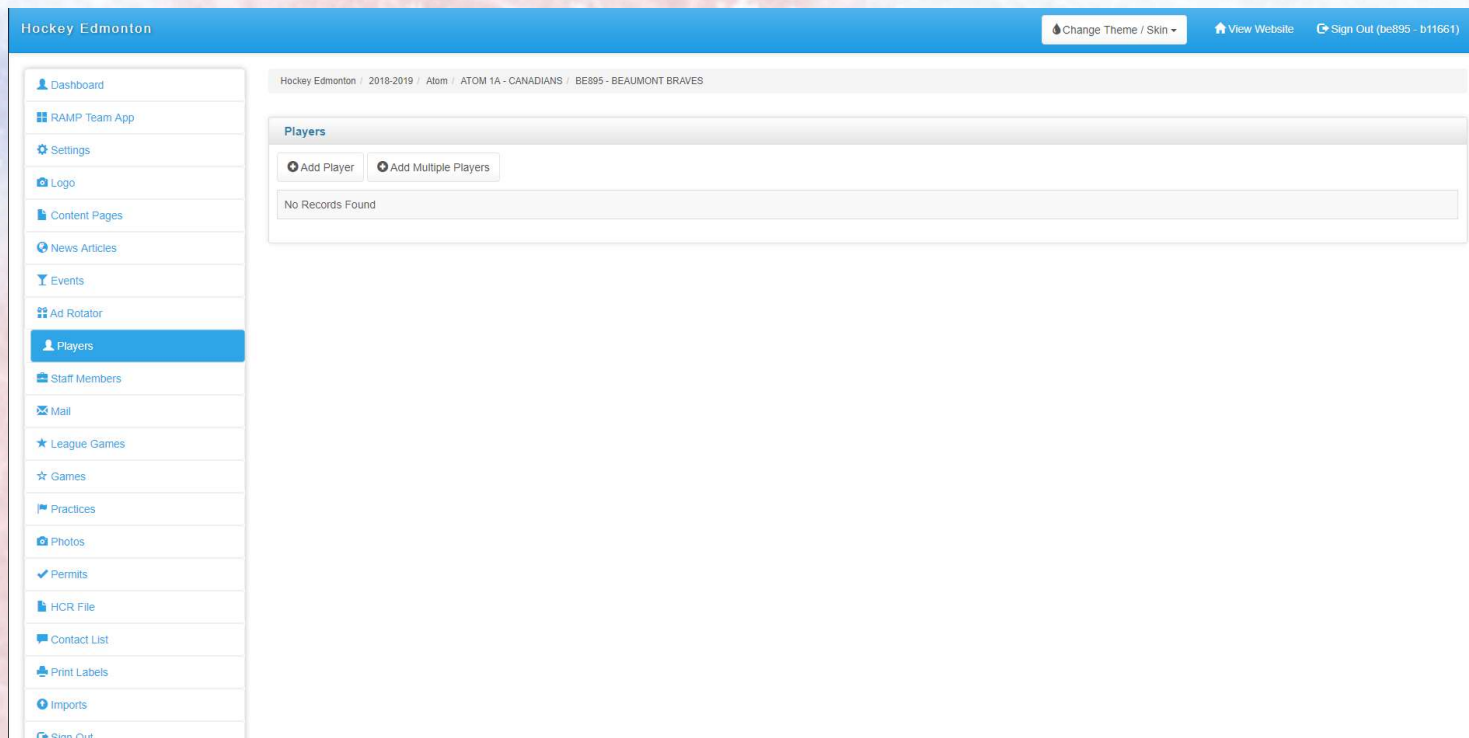 Hockey Edmonton
Change Theme / Skin
View Website
Sign Out (be895 - b11661)
Dashboard
RAMP Team App
Settings
Logo
Content Pages
News Articles
Events
Ad Rotator
Players
Staff Members
Mail
League Games
Games
Practices
Photos
Permits
HCR File
Contact List
Print Labels
Imports
Sign Out
Hockey Edmonton / 2018-2019 / Atom / ATOM 1A - CANADIANS / BE895 - BEAUMONT BRAVES
Players
Add Player
Add Multiple Players
No Records Found